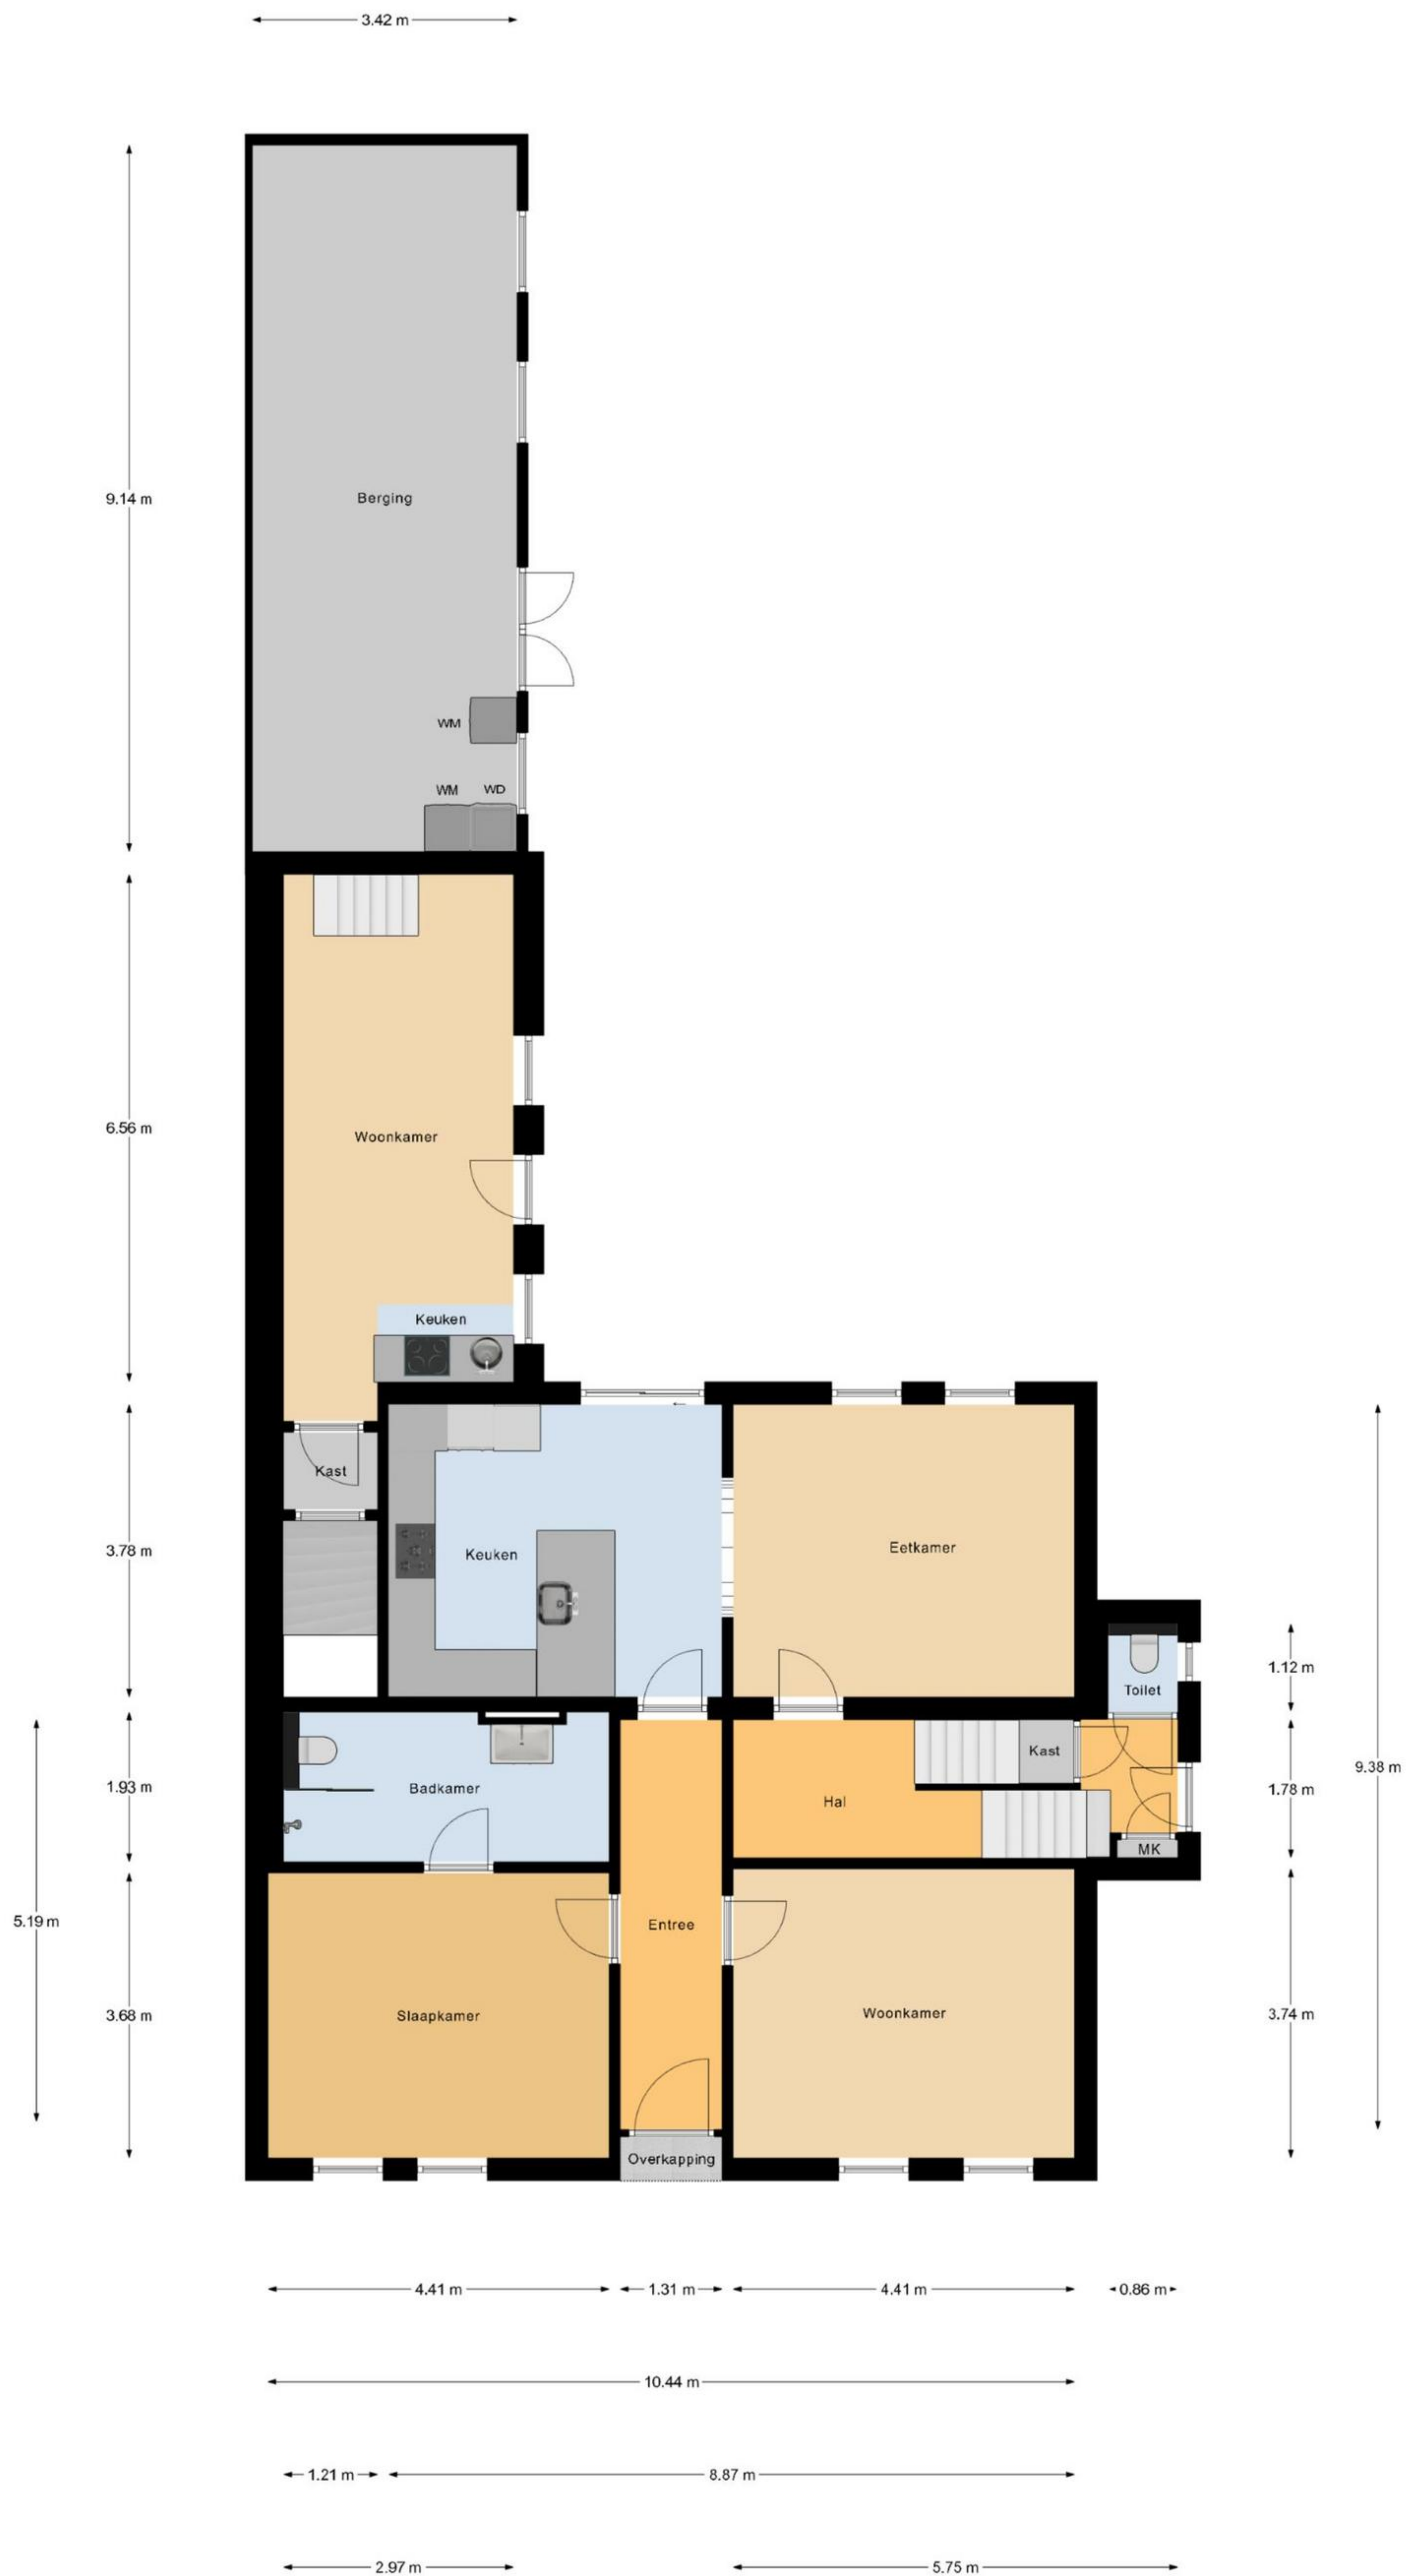 3.42 m
9.14 m
Berging
WM
WM WD
6.56 m
Woonkamer
Keuken
Kast
3.78 m
Keuken
Eetkamer
1.12 m
Toilet
Kast
9.38 m
1.93 m
Badkamer
1.78 m
Hal
MK
5.19 m
Entree
3.68 m
Slaapkamer
Woonkamer
3.74 m
Overkapping
4.41 m
1.31 m
4.41 m
0.86 m
10.44 m
1.21 m
8.87 m
2.97 m
5.75 m